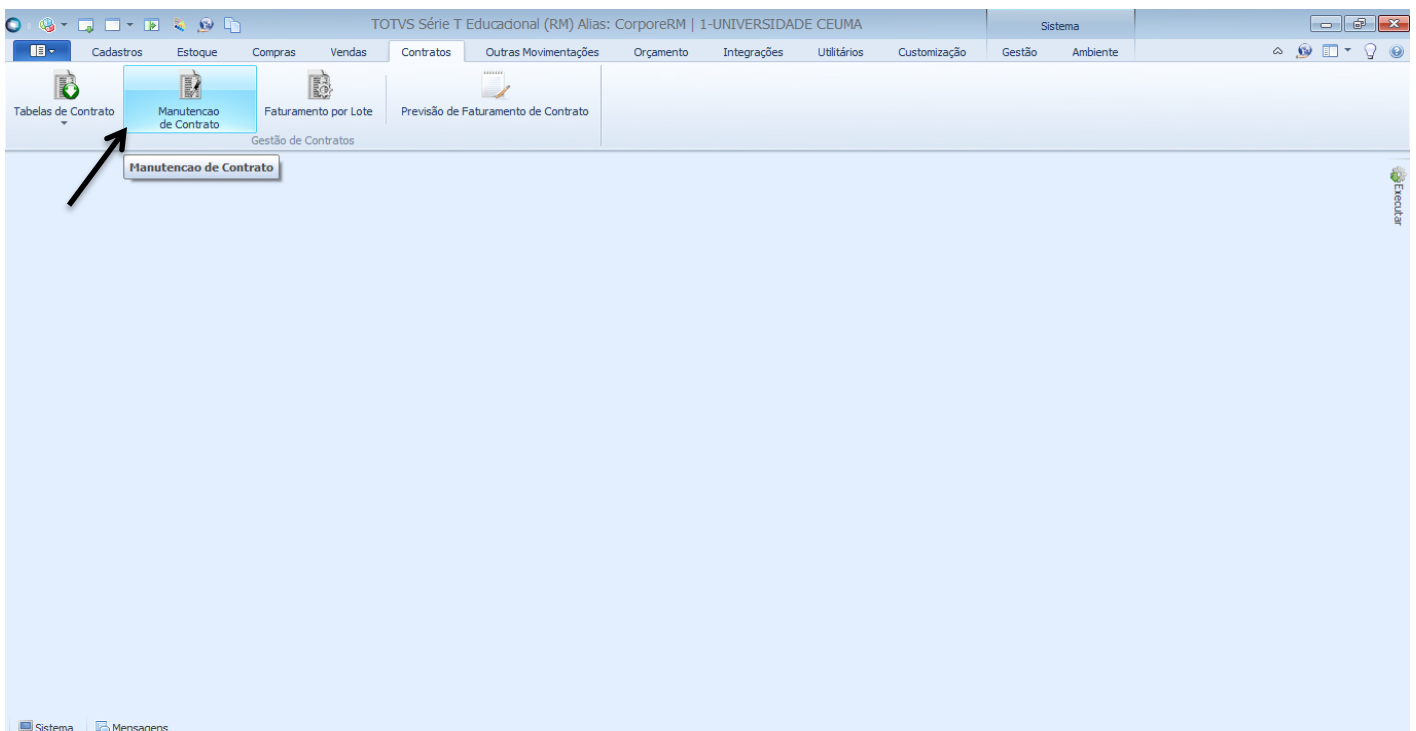 TOTVS Série T Educacional (RM) Alias: CorporeRM | 1-UNIVERSIDADE CEUMA
Sistema
Cadastros Estoque Compras Vendas Contratos Outras Movimentações Orçamento Integrações Utilitários Customização Gestão Ambiente
Tabelas de Contrato
Manutencao
de Contrato
Faturamento por Lote
Previsão de Faturamento de Contrato
Gestão de Contratos
Manutencao de Contrato
Executar
Sistema Mensagens